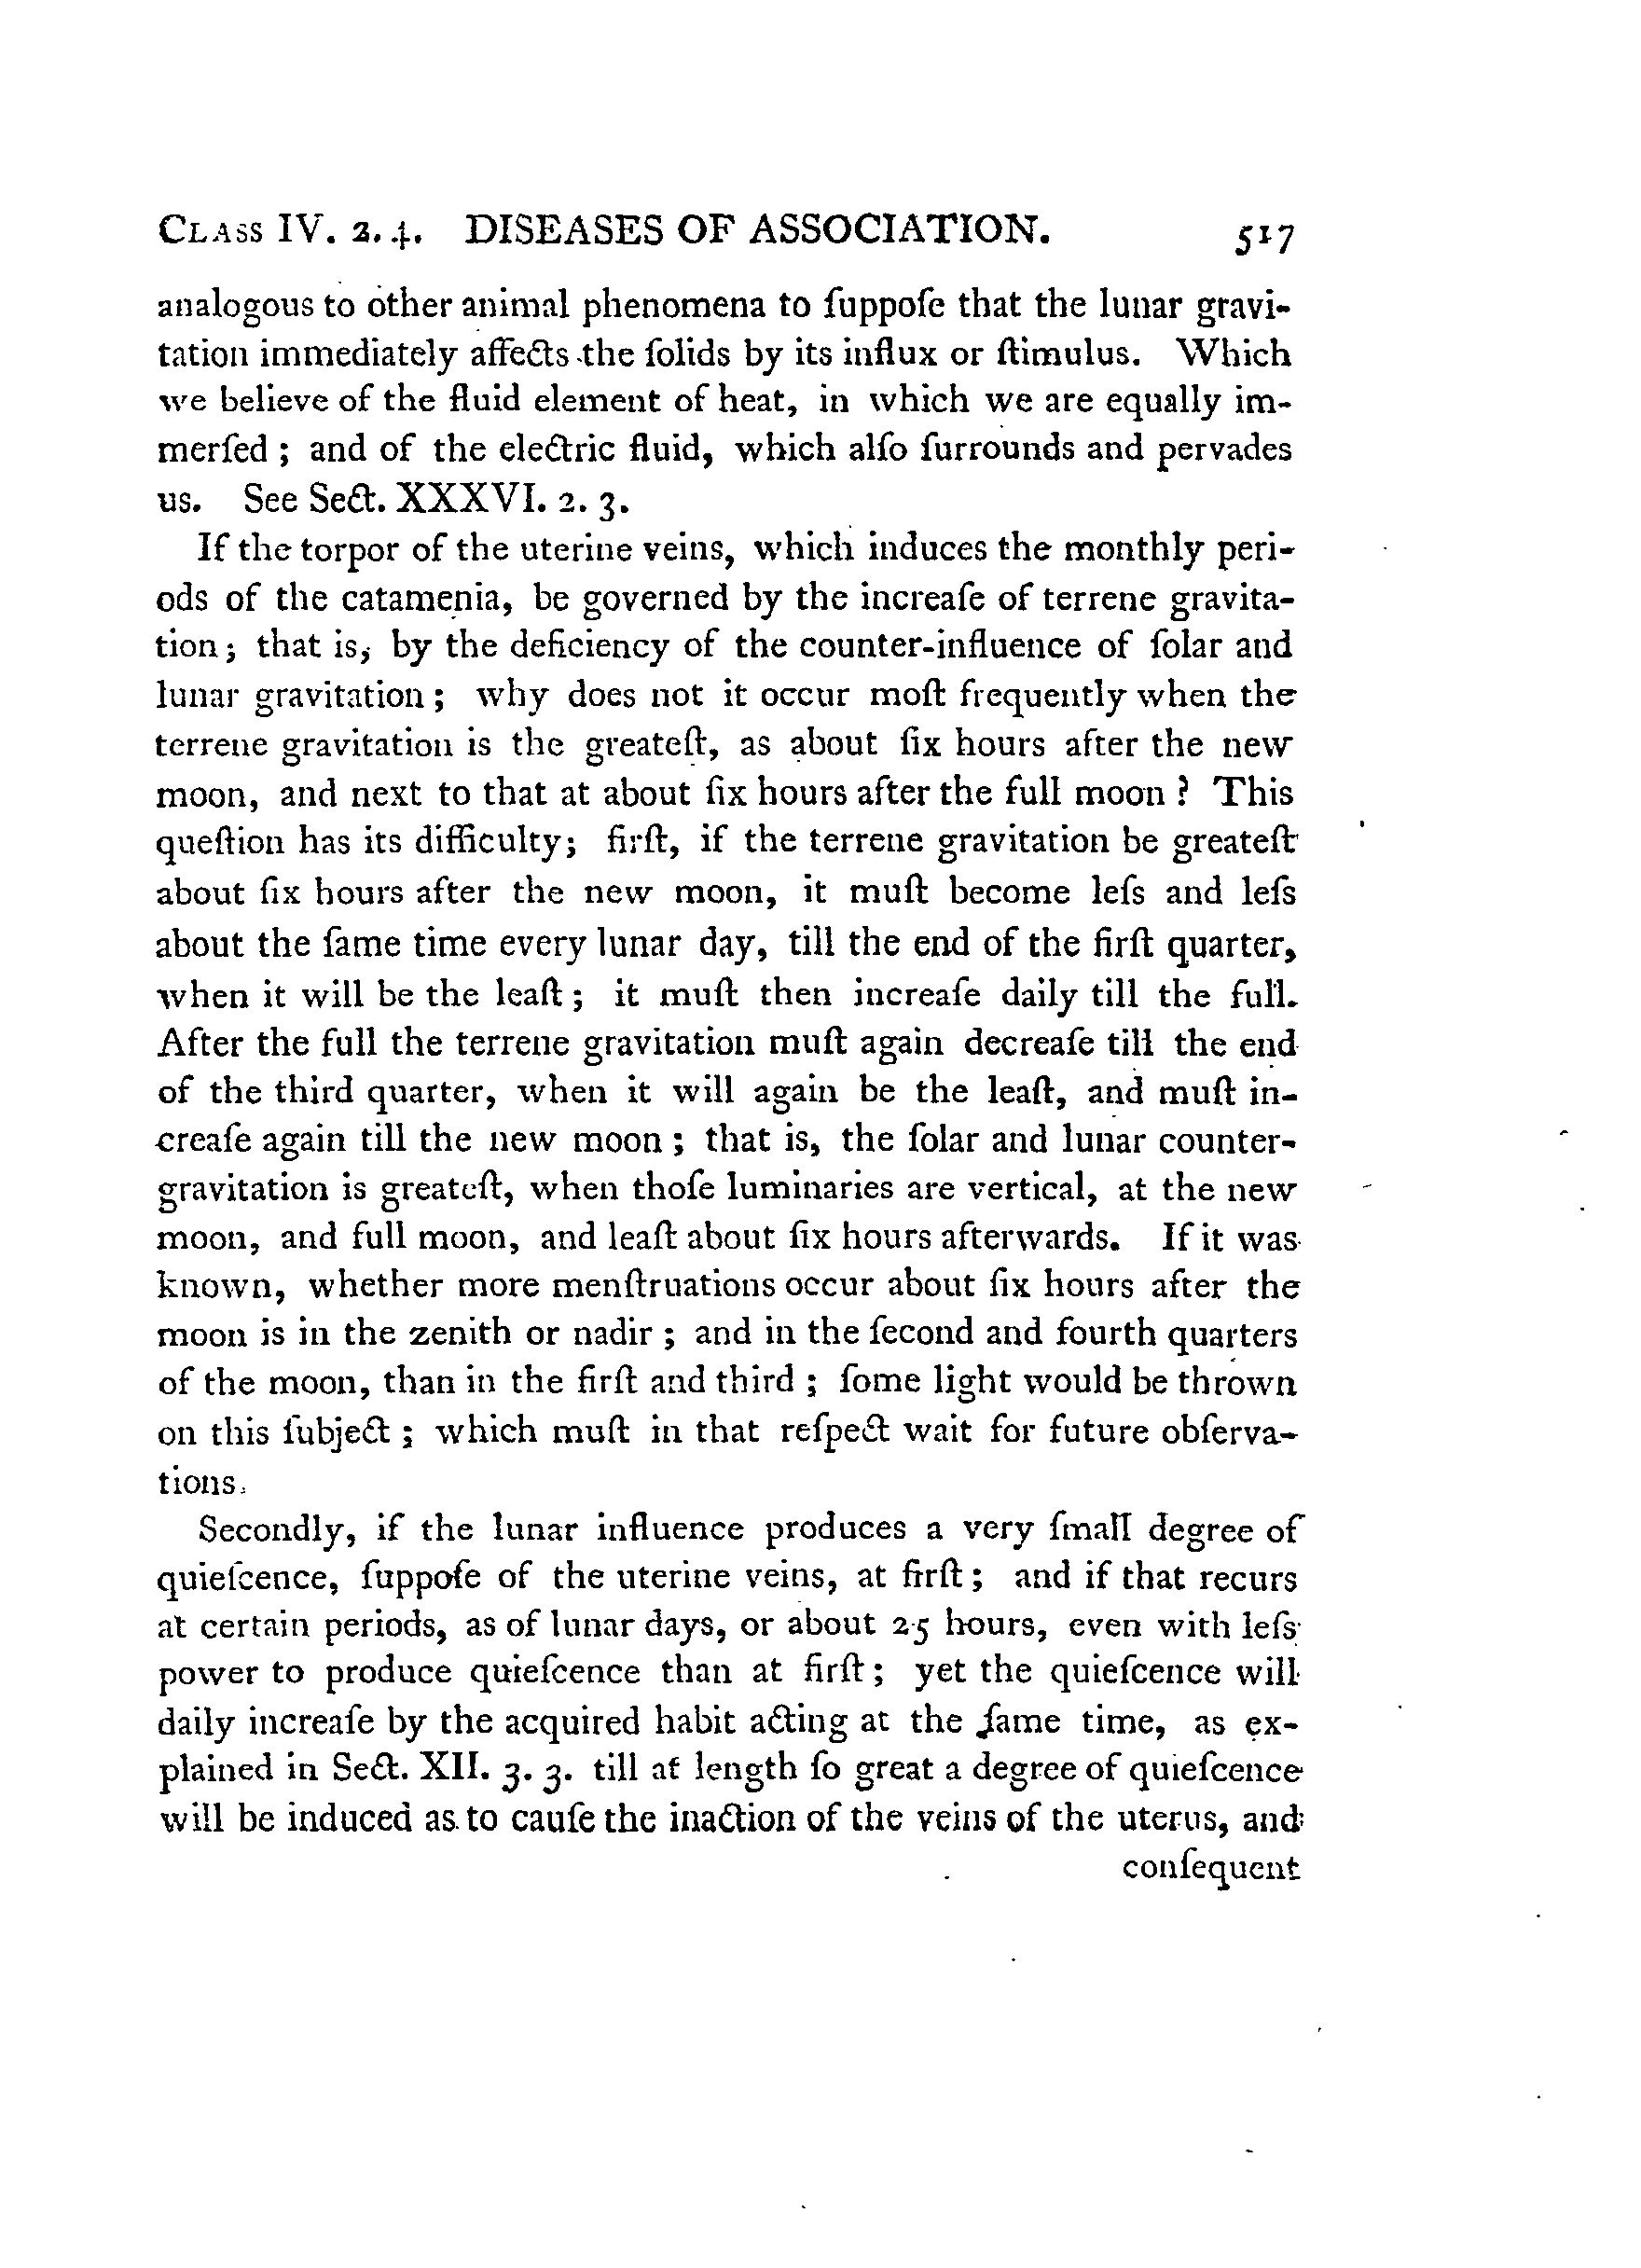 CLASS IV. 2. 4. DISEASES OF ASSOCIATION. 517
analogous to other animal phenomena to ſuppoſe that the lunar gravi-
tation immediately affects the ſolids by its influx or ſtimulus. Which
we believe of the fluid element of heat, in which we are equally im-
merſed ; and of the electric fluid, which alſo ſurrounds and pervades
us. See Sect. XXXVI. 2. 3.
If the torpor of the uterine veins, which induces the monthly peri-
ods of the catamenia, be governed by the increaſe of terrene gravita-
tion; that is, by the deficiency of the counter-influence of ſolar and
lunar gravitation ; why does not it occur moſt frequently when the
terrene gravitation is the greateſt, as about ſix hours after the new
moon, and next to that at about ſix hours after the full moon ? This
queſtion has its difficulty; firſt, if the terrene gravitation be greateſt
about ſix hours after the new moon, it muſt become leſs and leſs
about the ſame time every lunar day, till the end of the firſt quarter,
when it will be the leaſt ; it muſt then increaſe daily till the full.
After the full the terrene gravitation muſt again decreaſe till the end
of the third quarter, when it will again be the leaſt, and muſt in-
creaſe again till the new moon ; that is, the ſolar and lunar counter-
gravitation is greateſt, when thoſe luminaries are vertical, at the new
moon, and full moon, and leaſt about ſix hours afterwards. If it was
known, whether more menſtruations occur about ſix hours after the
moon is in the zenith or nadir ; and in the ſecond and fourth quarters
of the moon, than in the firſt and third ; ſome light would be thrown
on this ſubject ; which muſt in that reſpect wait for future obſerva-
tions.
Secondly, if the lunar influence produces a very ſmall degree of
quieſcence, ſuppoſe of the uterine veins, at firſt ; and if that recurs
at certain periods, as of lunar days, or about 25 hours, even with leſs
power to produce quieſcence than at firſt ; yet the quieſcence will
daily increaſe by the acquired habit acting at the ſame time, as ex-
plained in Sect. XII. 3. 3. till at length ſo great a degree of quieſcence
will be induced as to cauſe the inaction of the veins of the uterus, and
conſequent